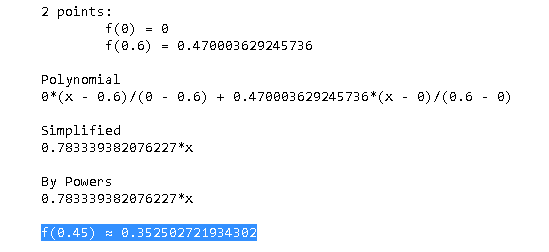 2 points:
f(0) = 0
f(0.6) = 0.470003629245736
Polynomial
0*(x - 0.6)/(0 - 0.6) + 0.470003629245736*(x - 0)/(0.6 - 0)
Simplified
0.783339382076227*x
By Powers
0.783339382076227*x
f(0.45) ≈ 0.352502721934302